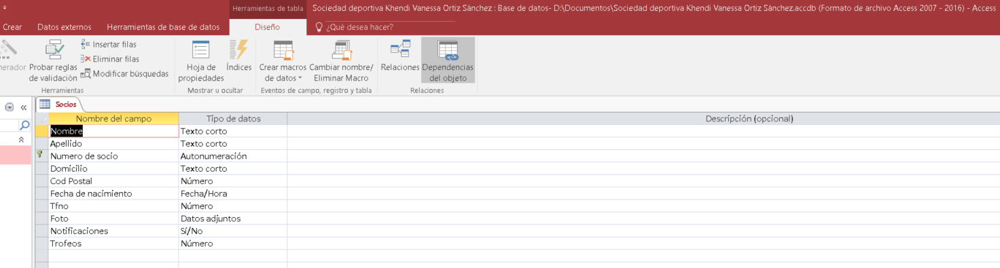 Herramientas de tabla
Sociedad deportiva Khendi Vanessa Ortiz Sánchez : Base de datos- D:\Documentos\Sociedad deportiva Khendi Vanessa Ortiz Sánchez.accdb (Formato de archivo Access 2007 - 2016) - Access
Crear Datos externos Herramientas de base de datos Diseño ¿Qué desea hacer?
Probar reglas de validación
Insertar filas
Eliminar filas
Modificar búsquedas
Herramientas
Hoja de propiedades
Índices
Mostrar u ocultar
Crear macros de datos
Cambiar nombre/ Eliminar Macro
Eventos de campo, registro y tabla
Relaciones
Dependencias del objeto
Relaciones
Socios
Nombre del campo Tipo de datos Descripción (opcional)
Nombre Texto corto
Apellido Texto corto
Numero de socio Autonumeración
Domicilio Texto corto
Cod Postal Número
Fecha de nacimiento Fecha/Hora
Tfno Número
Foto Datos adjuntos
Notificaciones Sí/No
Trofeos Número